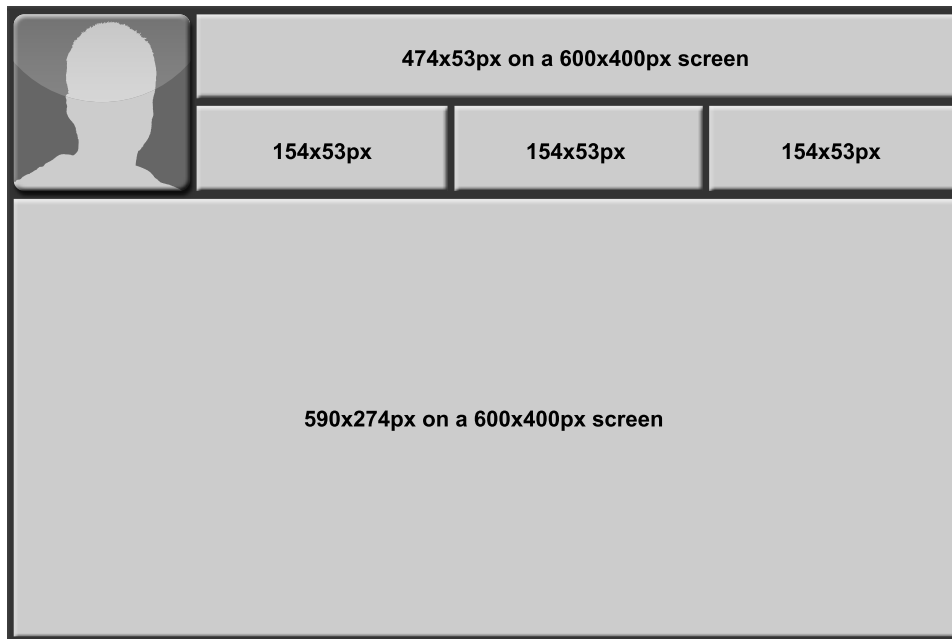 474x53px on a 600x400px screen
154x53px 154x53px 154x53px
590x274px on a 600x400px screen